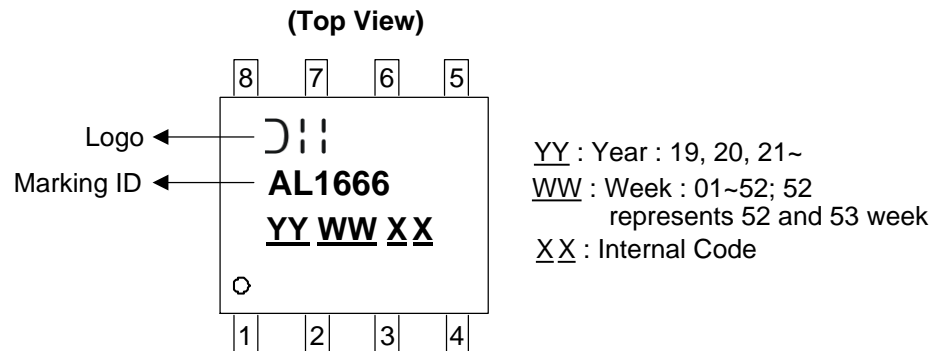 (Top View)
8 7 6 5
Logo
Marking ID
AL1666
YY WW X X
1 2 3 4
YY : Year : 19, 20, 21~
WW : Week : 01~52; 52
represents 52 and 53 week
X X : Internal Code